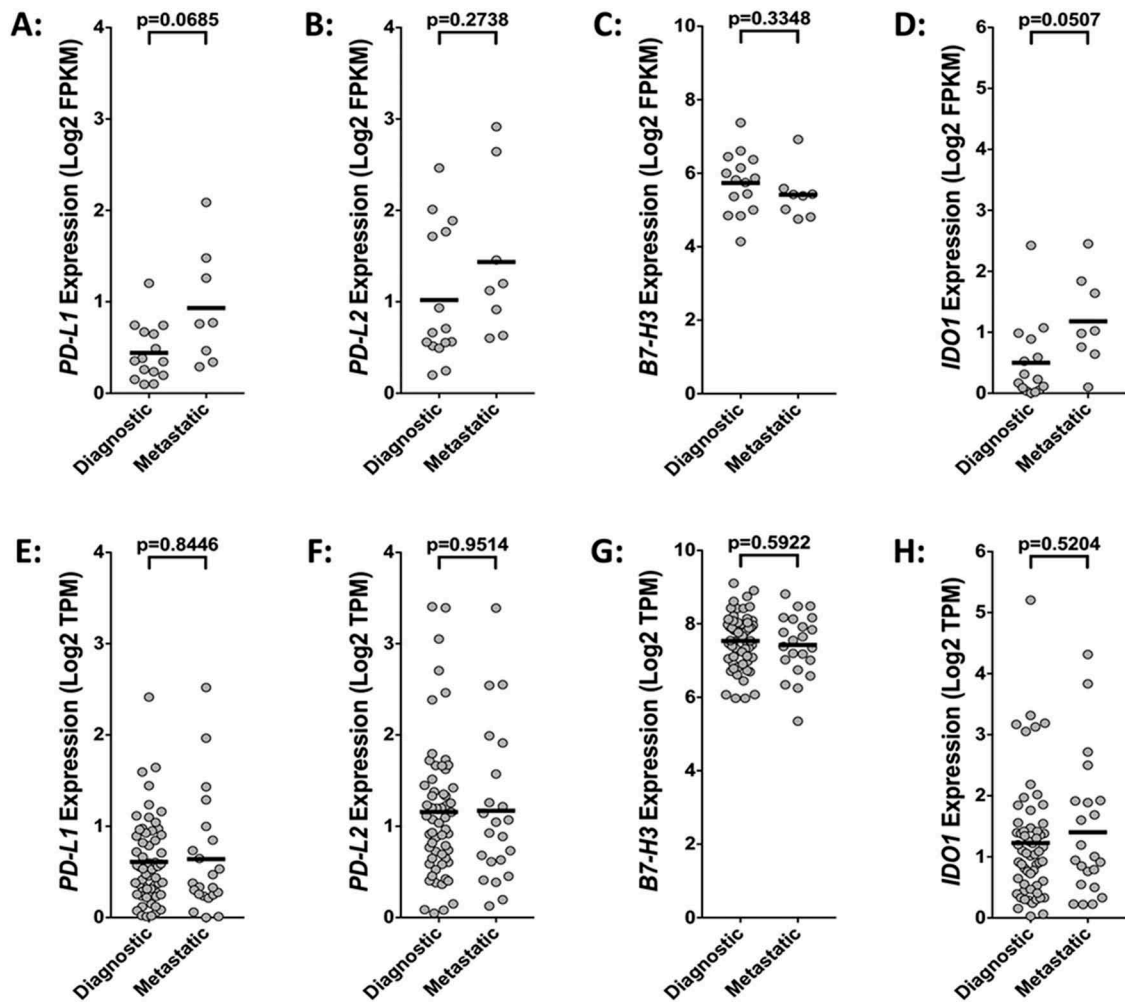 A:
p=0.0685
PD-L1 Expression (Log2 FPKM)
4
3
2
1
0
Diagnostic
Metastatic
B:
p=0.2738
PD-L2 Expression (Log2 FPKM)
4
3
2
1
0
Diagnostic
Metastatic
C:
p=0.3348
B7-H3 Expression (Log2 FPKM)
10
8
6
4
2
0
Diagnostic
Metastatic
D:
p=0.0507
IDO1 Expression (Log2 FPKM)
6
5
4
3
2
1
0
Diagnostic
Metastatic
E:
p=0.8446
PD-L1 Expression (Log2 TPM)
4
3
2
1
0
Diagnostic
Metastatic
F:
p=0.9514
PD-L2 Expression (Log2 TPM)
4
3
2
1
0
Diagnostic
Metastatic
G:
p=0.5922
B7-H3 Expression (Log2 TPM)
10
8
6
4
2
0
Diagnostic
Metastatic
H:
p=0.5204
IDO1 Expression (Log2 TPM)
6
5
4
3
2
1
0
Diagnostic
Metastatic